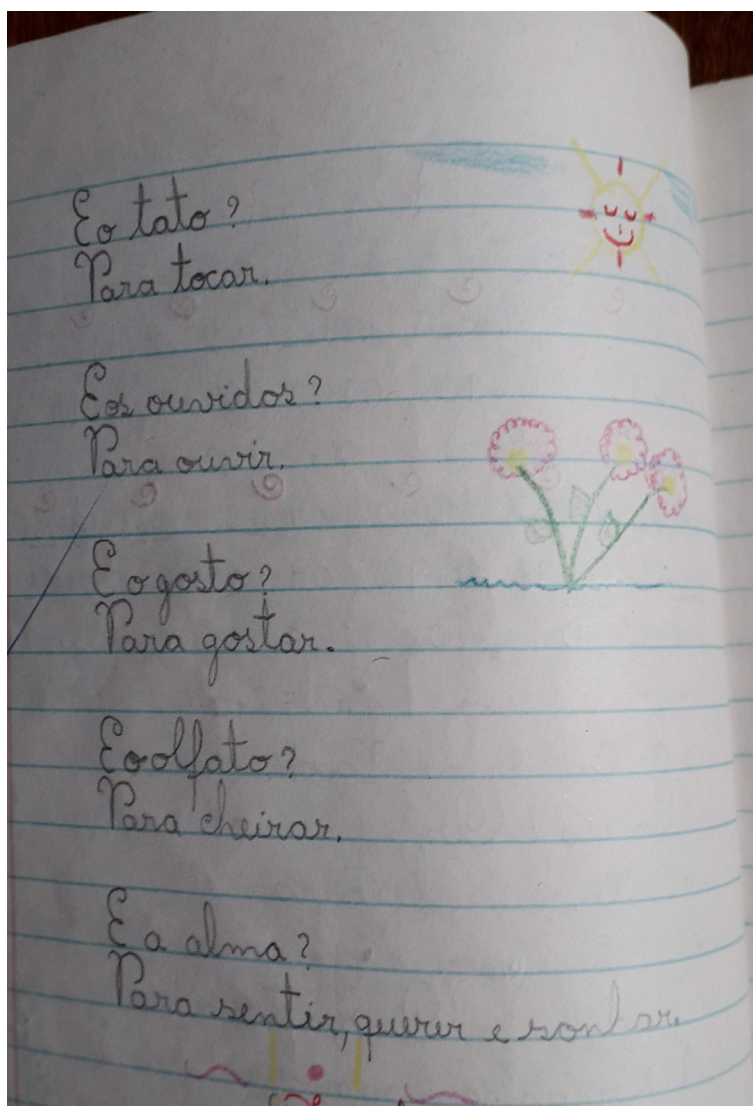 E o tato?
Para tocar.
E os ouvidos?
Para ouvir.
E o gosto?
Para gostar.
E o olfato?
Para cheirar.
E a alma?
Para sentir, querer e sonhar.